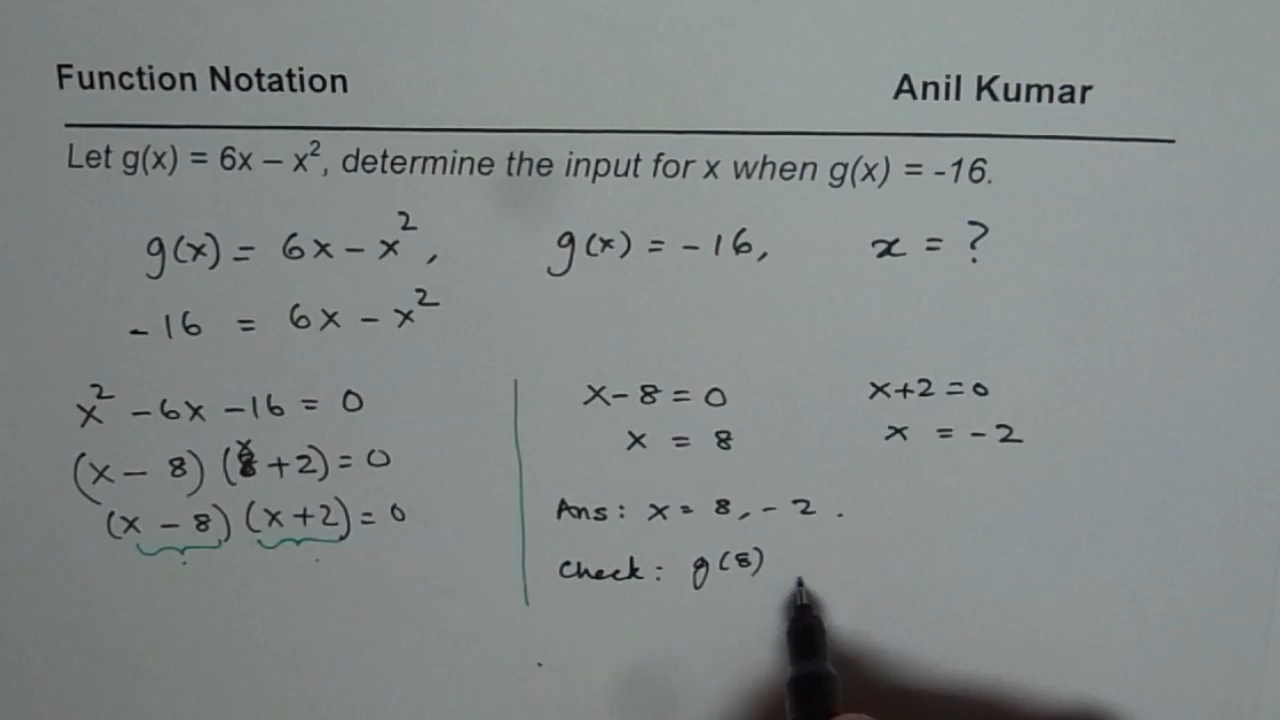 Function Notation Anil Kumar
Let g(x) = 6x – x², determine the input for x when g(x) = -16.
g(x) = 6x – x², g(x) = -16, x = ?
-16 = 6x – x²
x² - 6x - 16 = 0
(x - 8) (x + 2) = 0
(x - 8) (x + 2) = 0
x - 8 = 0 x + 2 = 0
x = 8 x = -2
Ans: x = 8, -2.
Check: g(8)